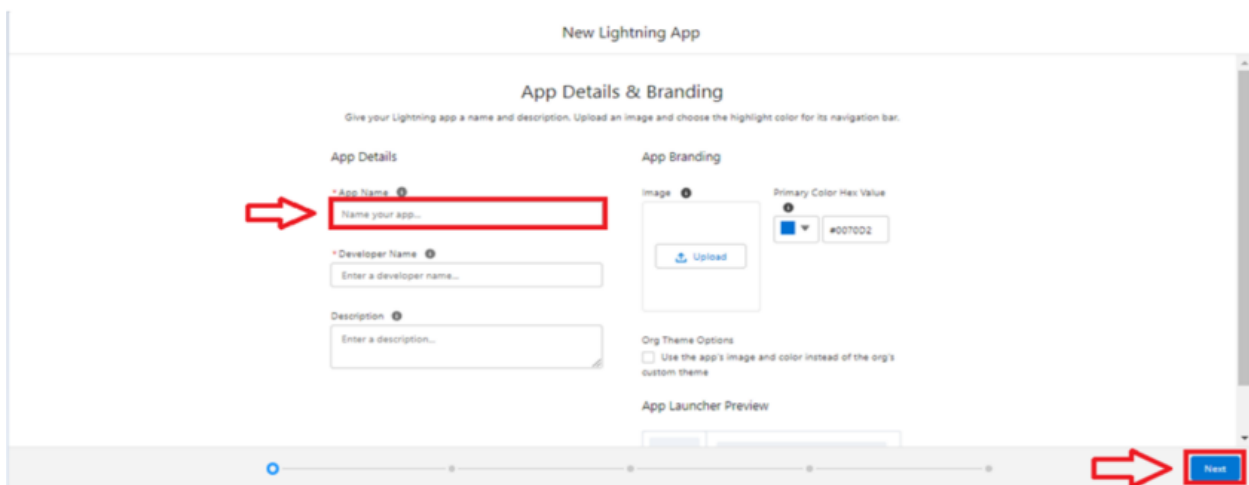 New Lightning App
App Details & Branding
Give your Lightning app a name and description. Upload an image and choose the highlight color for its navigation bar.
App Details
* App Name
Name your app...
* Developer Name
Enter a developer name...
Description
Enter a description...
App Branding
Image
Upload
Primary Color Hex Value
#0070D2
Org Theme Options
Use the app's image and color instead of the org's
custom theme
App Launcher Preview
Next